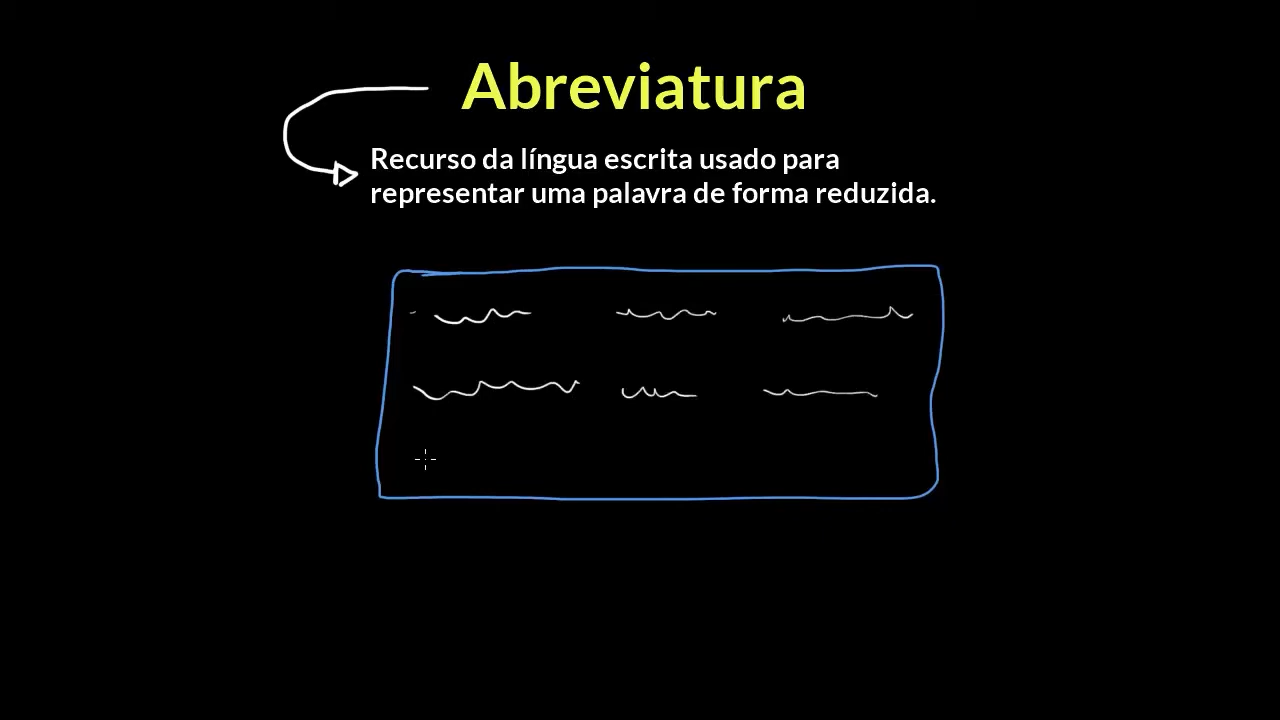 Abreviatura
Recurso da língua escrita usado para
representar uma palavra de forma reduzida.